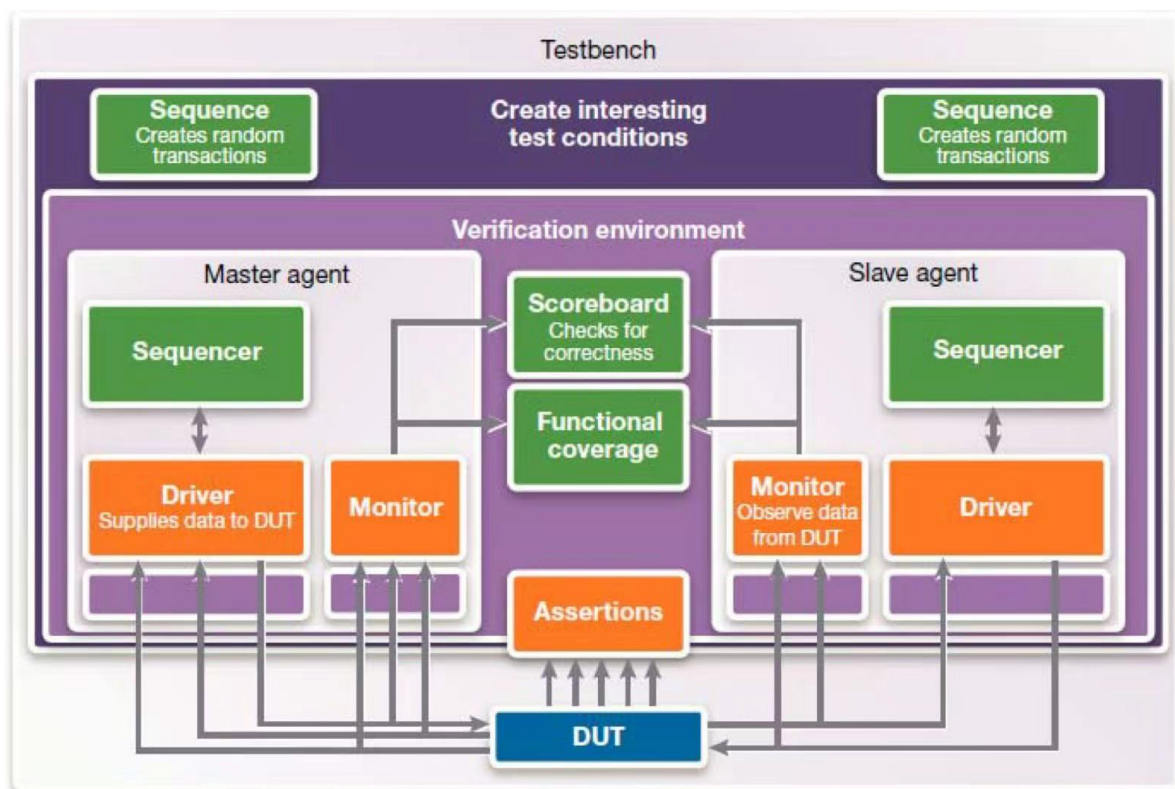 Testbench
Sequence
Creates random
transactions
Create interesting
test conditions
Sequence
Creates random
transactions
Verification environment
Master agent
Sequencer
Driver
Supplies data to DUT
Monitor
Scoreboard
Checks for
correctness
Functional
coverage
Assertions
Slave agent
Sequencer
Monitor
Observe data
from DUT
Driver
DUT